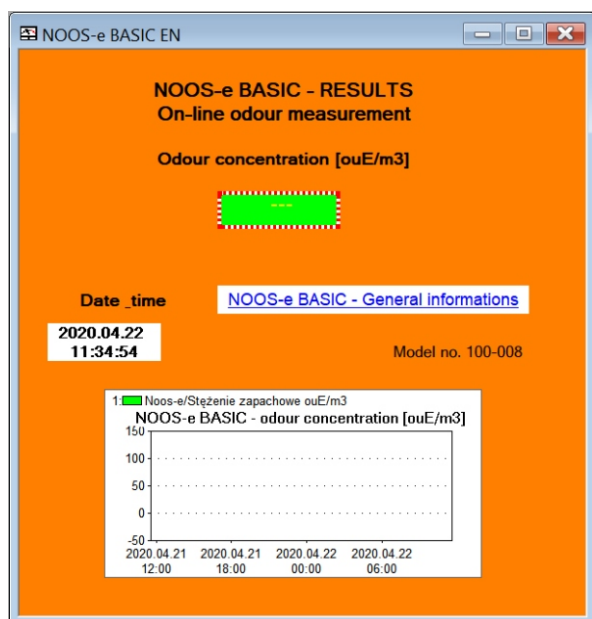 NOOS-e BASIC EN
NOOS-e BASIC - RESULTS
On-line odour measurement
Odour concentration [ouE/m3]
---
Date _time
NOOS-e BASIC - General informations
2020.04.22
11:34:54
Model no. 100-008
1: Noos-e/Stężenie zapachowe ouE/m3
NOOS-e BASIC - odour concentration [ouE/m3]
150
100
50
0
-50
2020.04.21 2020.04.21 2020.04.22 2020.04.22
12:00 18:00 00:00 06:00